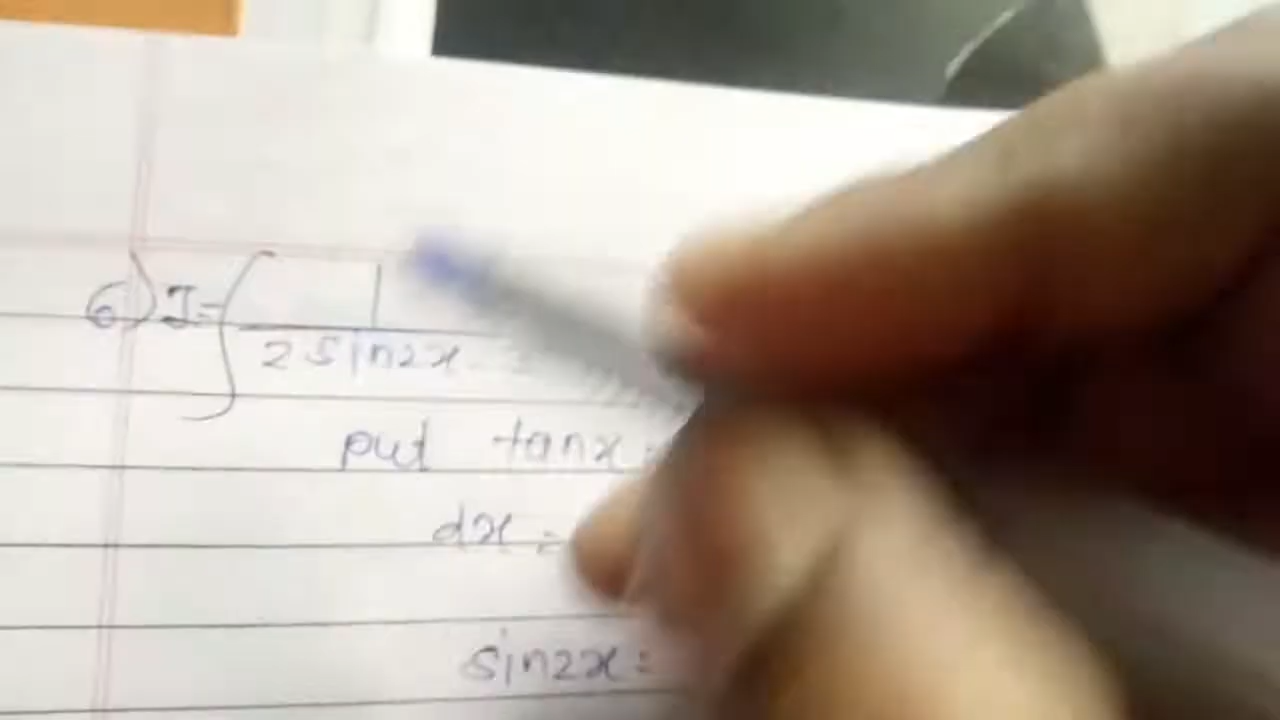 6) I = ∫ 1
2 sin2x -
put tanx =
dx =
sin2x =